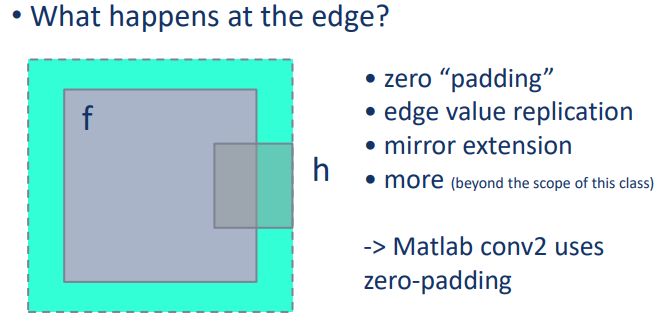 • What happens at the edge?
f
h
• zero “padding”
• edge value replication
• mirror extension
• more (beyond the scope of this class)
-> Matlab conv2 uses
zero-padding